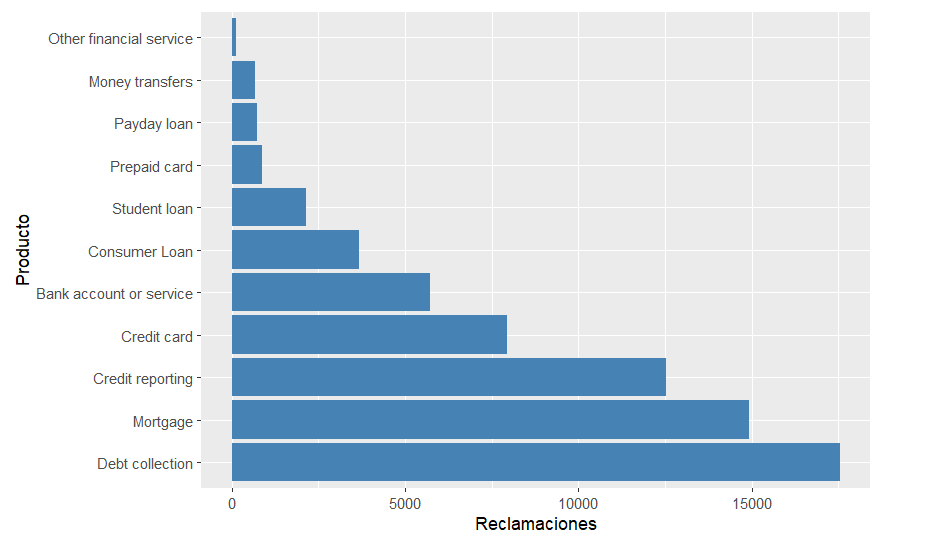 Producto
Other financial service
Money transfers
Payday loan
Prepaid card
Student loan
Consumer Loan
Bank account or service
Credit card
Credit reporting
Mortgage
Debt collection
0 5000 10000 15000
Reclamaciones